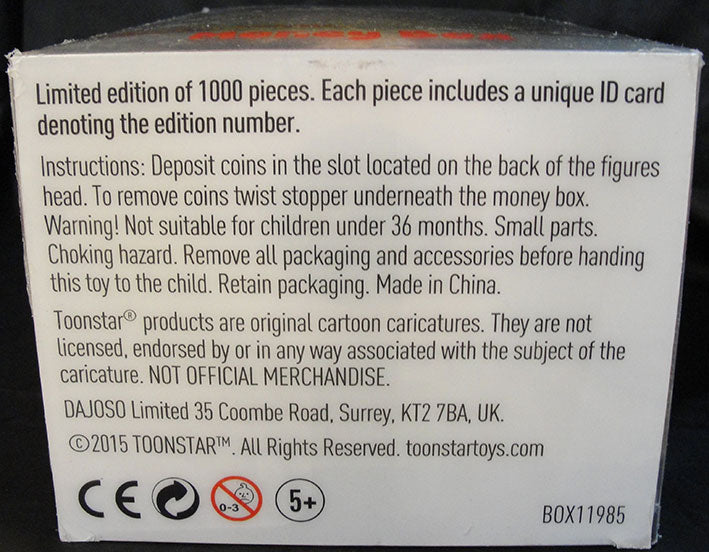 Money Box
Limited edition of 1000 pieces. Each piece includes a unique ID card
denoting the edition number.
Instructions: Deposit coins in the slot located on the back of the figures
head. To remove coins twist stopper underneath the money box.
Warning! Not suitable for children under 36 months. Small parts.
Choking hazard. Remove all packaging and accessories before handing
this toy to the child. Retain packaging. Made in China.
Toonstar® products are original cartoon caricatures. They are not
licensed, endorsed by or in any way associated with the subject of the
caricature. NOT OFFICIAL MERCHANDISE.
DAJOSO Limited 35 Coombe Road, Surrey, KT2 7BA, UK.
©2015 TOONSTAR™. All Rights Reserved. toonstartoys.com
CE 0-3 5+
BOX11985